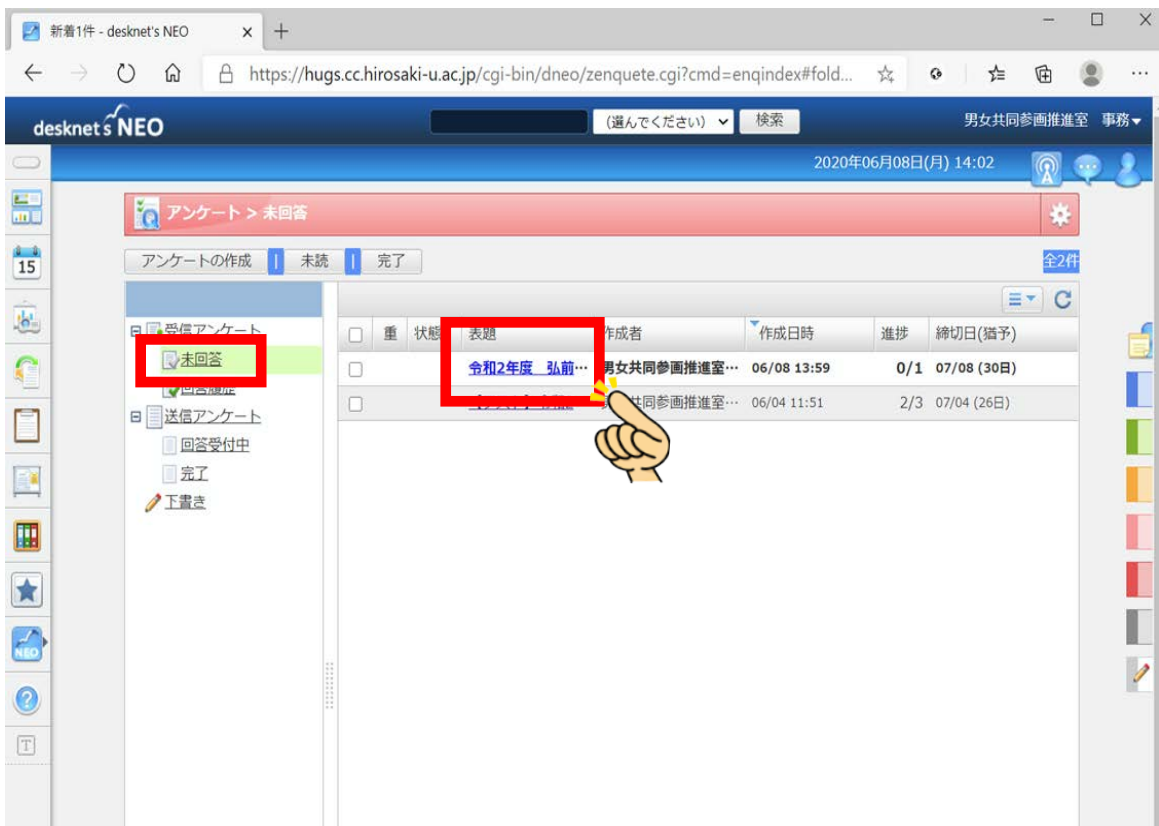 新着1件 - desknet's NEO
https://hugs.cc.hirosaki-u.ac.jp/cgi-bin/dneo/zenquete.cgi?cmd=enqindex#fold...
desknet's NEO (選んでください) 検索 男女共同参画推進室 事務▼
2020年06月08日(月) 14:02
アンケート > 未回答
アンケートの作成 | 未読 | 完了 全2件
受信アンケート
未回答
回答履歴
送信アンケート
回答受付中
完了
下書き
重 状態 表題 作成者 作成日時 進捗 締切日(猶予)
令和2年度 弘前… 男女共同参画推進室… 06/08 13:59 0/1 07/08 (30日)
同参画推進室… 06/04 11:51 2/3 07/04 (26日)
15
NEO
?
T